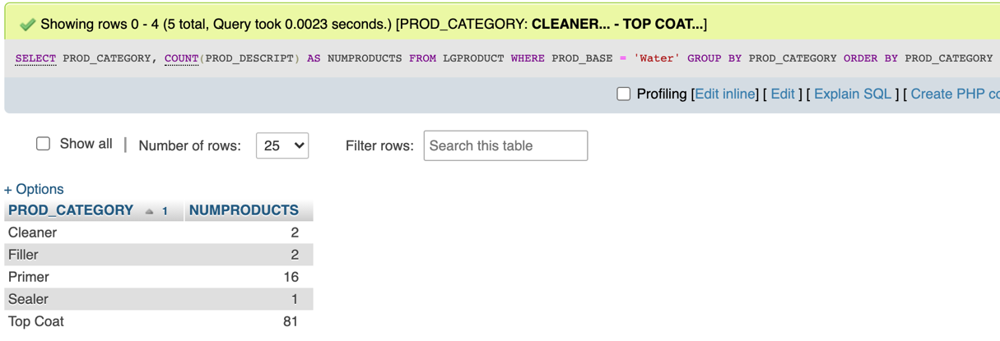 Showing rows 0 - 4 (5 total, Query took 0.0023 seconds.) [PROD_CATEGORY: CLEANER... - TOP COAT...]
SELECT PROD_CATEGORY, COUNT(PROD_DESCRIPT) AS NUMPRODUCTS FROM LGPRODUCT WHERE PROD_BASE = 'Water' GROUP BY PROD_CATEGORY ORDER BY PROD_CATEGORY
Profiling [Edit inline] [ Edit ] [ Explain SQL ] [ Create PHP
Show all | Number of rows: 25 Filter rows: Search this table
+ Options
PROD_CATEGORY 1 NUMPRODUCTS
Cleaner 2
Filler 2
Primer 16
Sealer 1
Top Coat 81